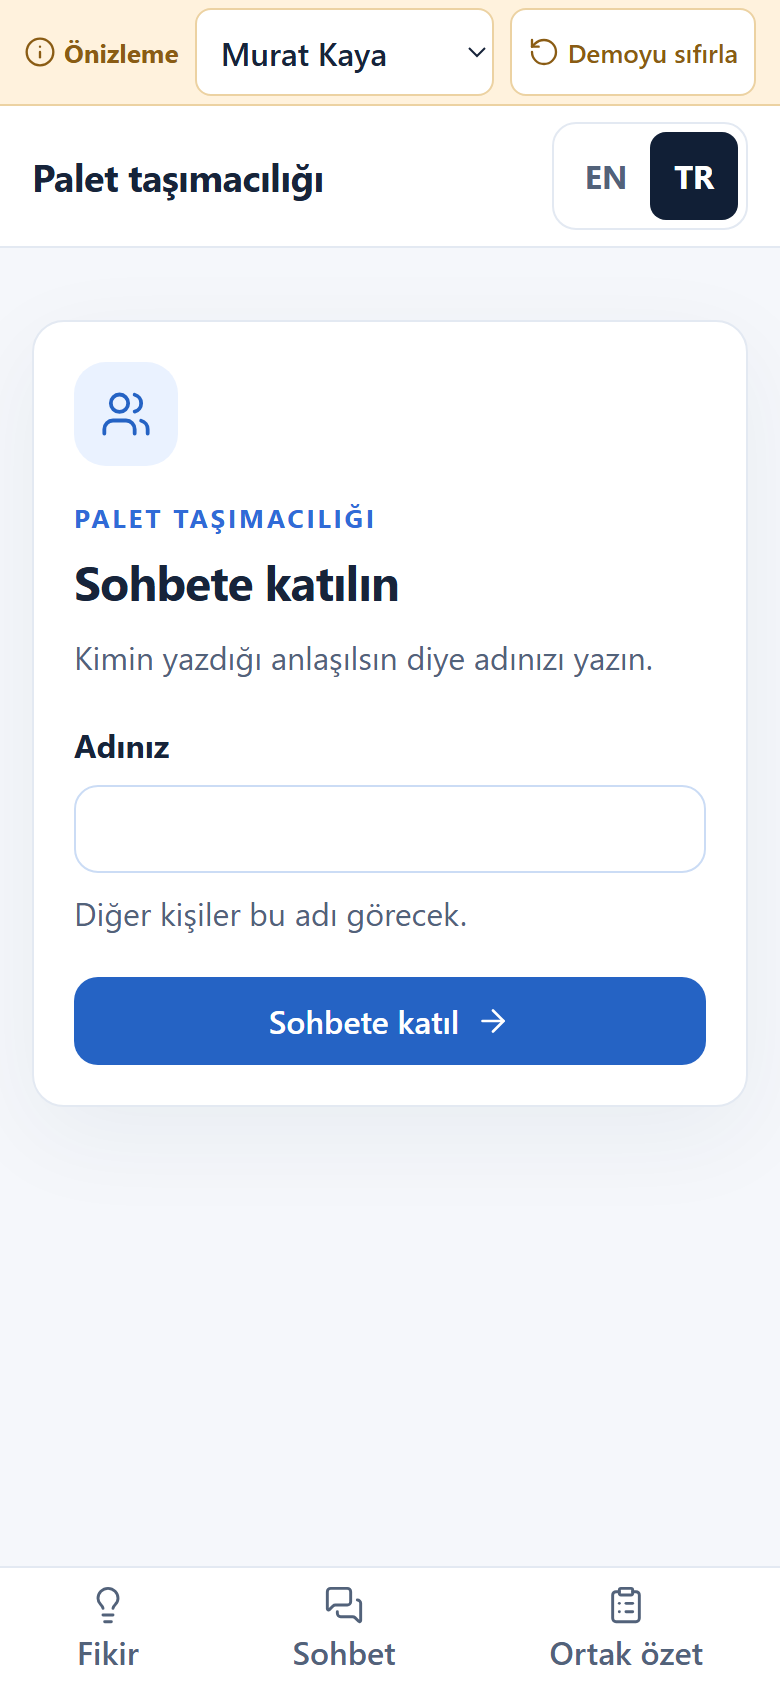 Önizleme
Murat Kaya
Demoyu sıfırla
Palet taşımacılığı
EN
TR
PALET TAŞIMACILIĞI
Sohbete katılın
Kimin yazdığı anlaşılsın diye adınızı yazın.
Adınız
Diğer kişiler bu adı görecek.
Sohbete katıl
Fikir
Sohbet
Ortak özet